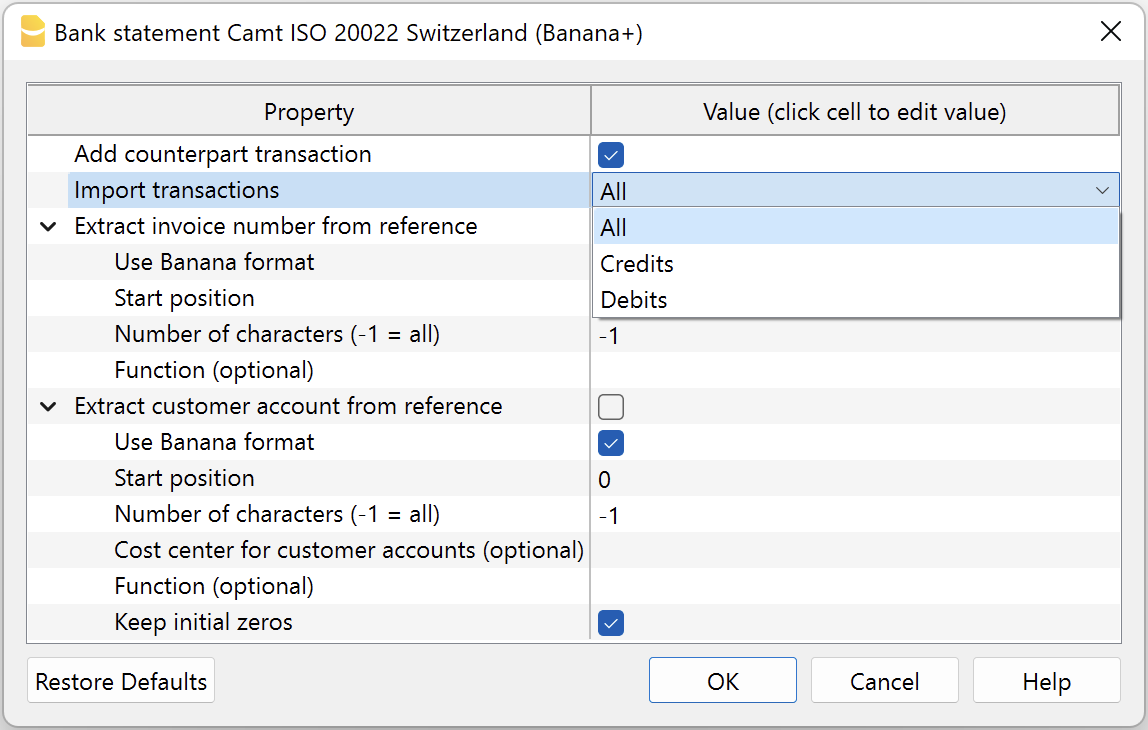 Bank statement Camt ISO 20022 Switzerland (Banana+)
Property Value (click cell to edit value)
Add counterpart transaction
Import transactions All
Extract invoice number from reference All
Use Banana format Credits
Start position Debits
Number of characters (-1 = all) -1
Function (optional)
Extract customer account from reference
Use Banana format
Start position 0
Number of characters (-1 = all) -1
Cost center for customer accounts (optional)
Function (optional)
Keep initial zeros
Restore Defaults OK Cancel Help